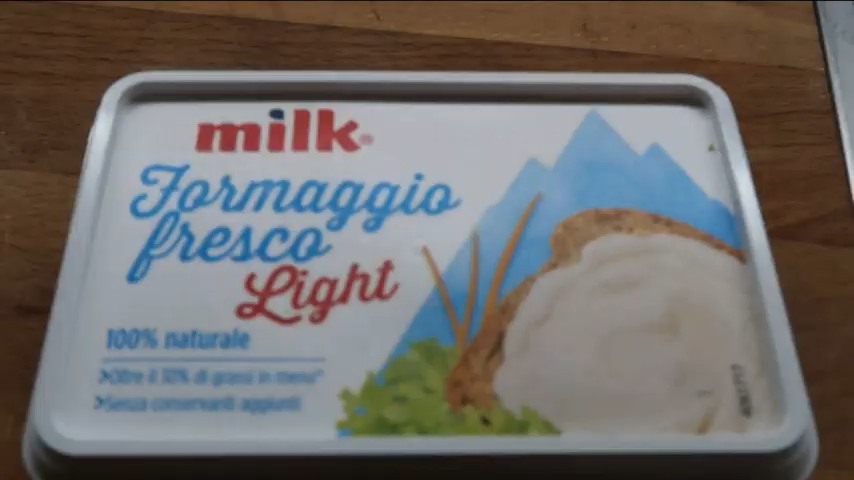 milk®
Formaggio
fresco
Light
100% naturale
>Oltre il 30% di grassi in meno*
>Senza conservanti aggiunti